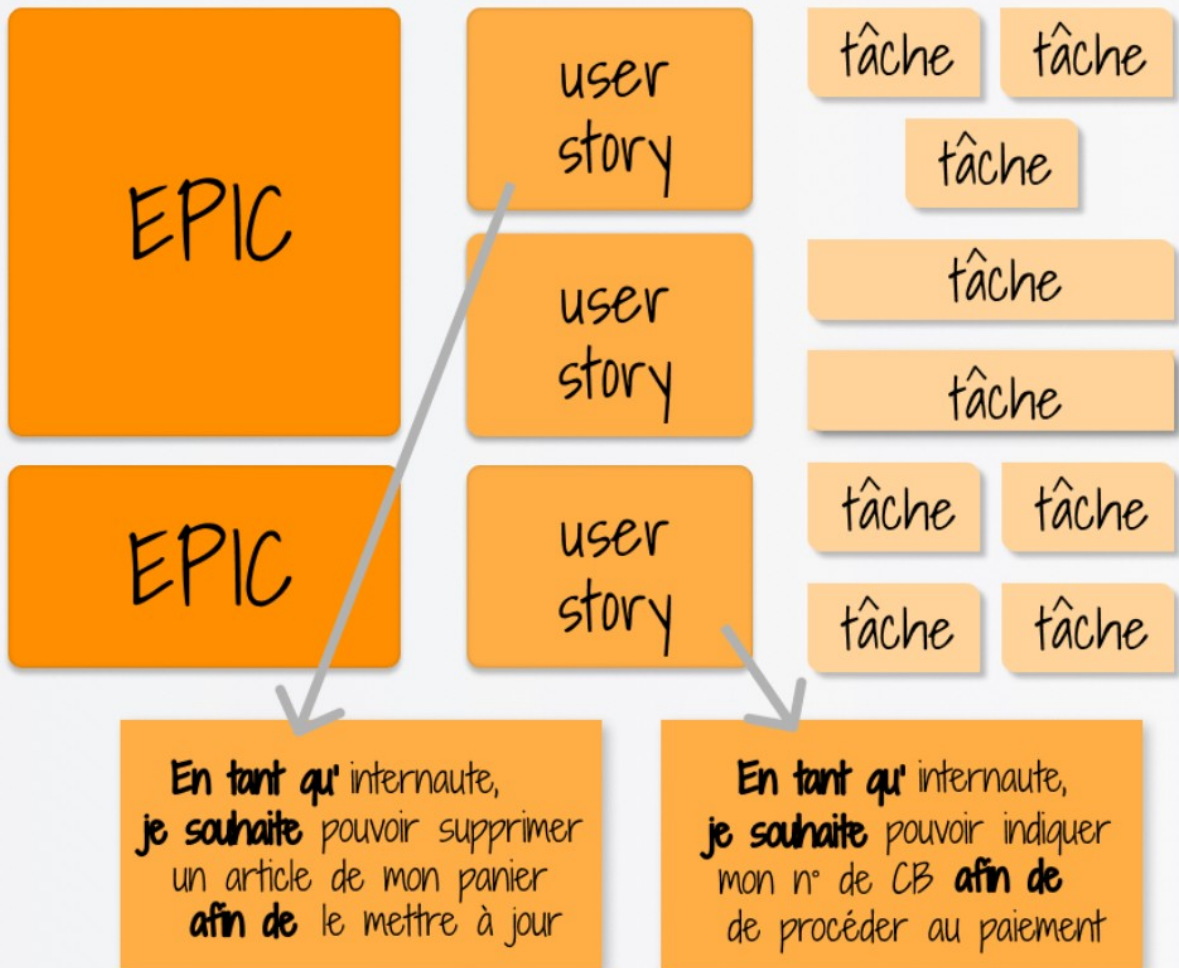 EPIC
user
story
tâche
tâche
tâche
user
story
tâche
tâche
EPIC
user
story
tâche
tâche
tâche
tâche
En tant qu' internaute,
je souhaite pouvoir supprimer
un article de mon panier
afin de le mettre à jour
En tant qu' internaute,
je souhaite pouvoir indiquer
mon n° de CB afin de
de procéder au paiement